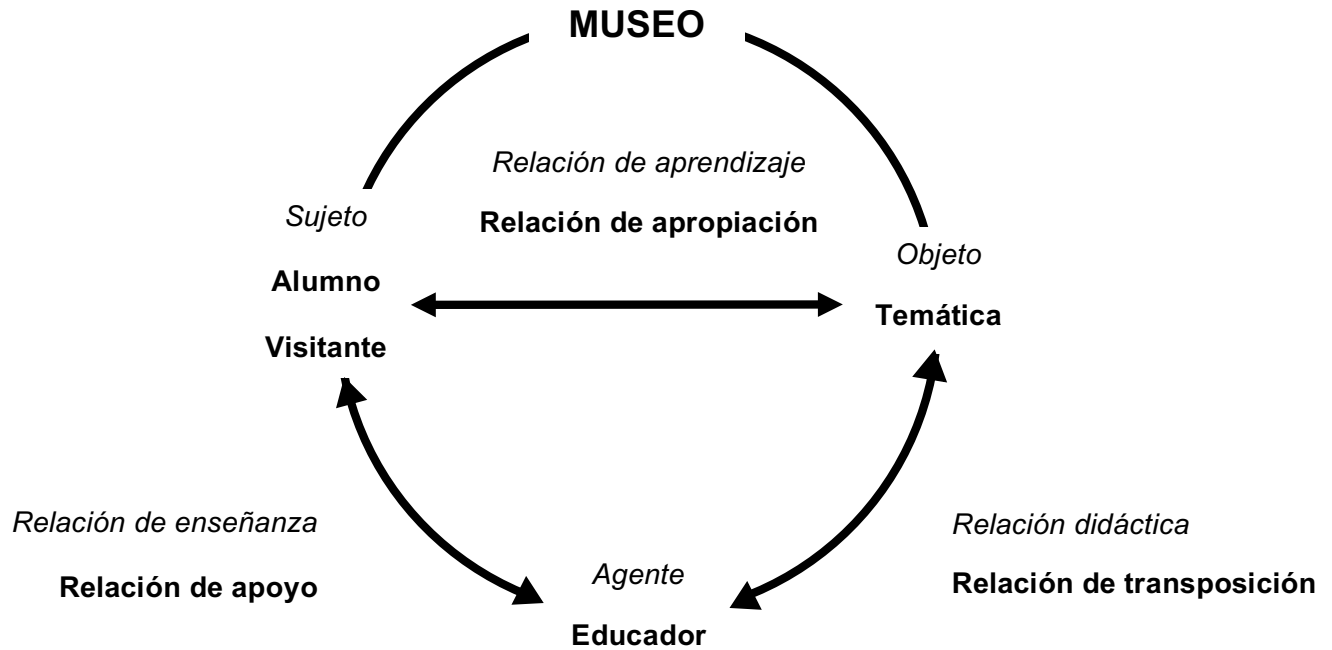 MUSEO
Relación de aprendizaje
Relación de apropiación
Sujeto
Alumno
Visitante
Objeto
Temática
Relación de enseñanza
Relación de apoyo
Agente
Educador
Relación didáctica
Relación de transposición